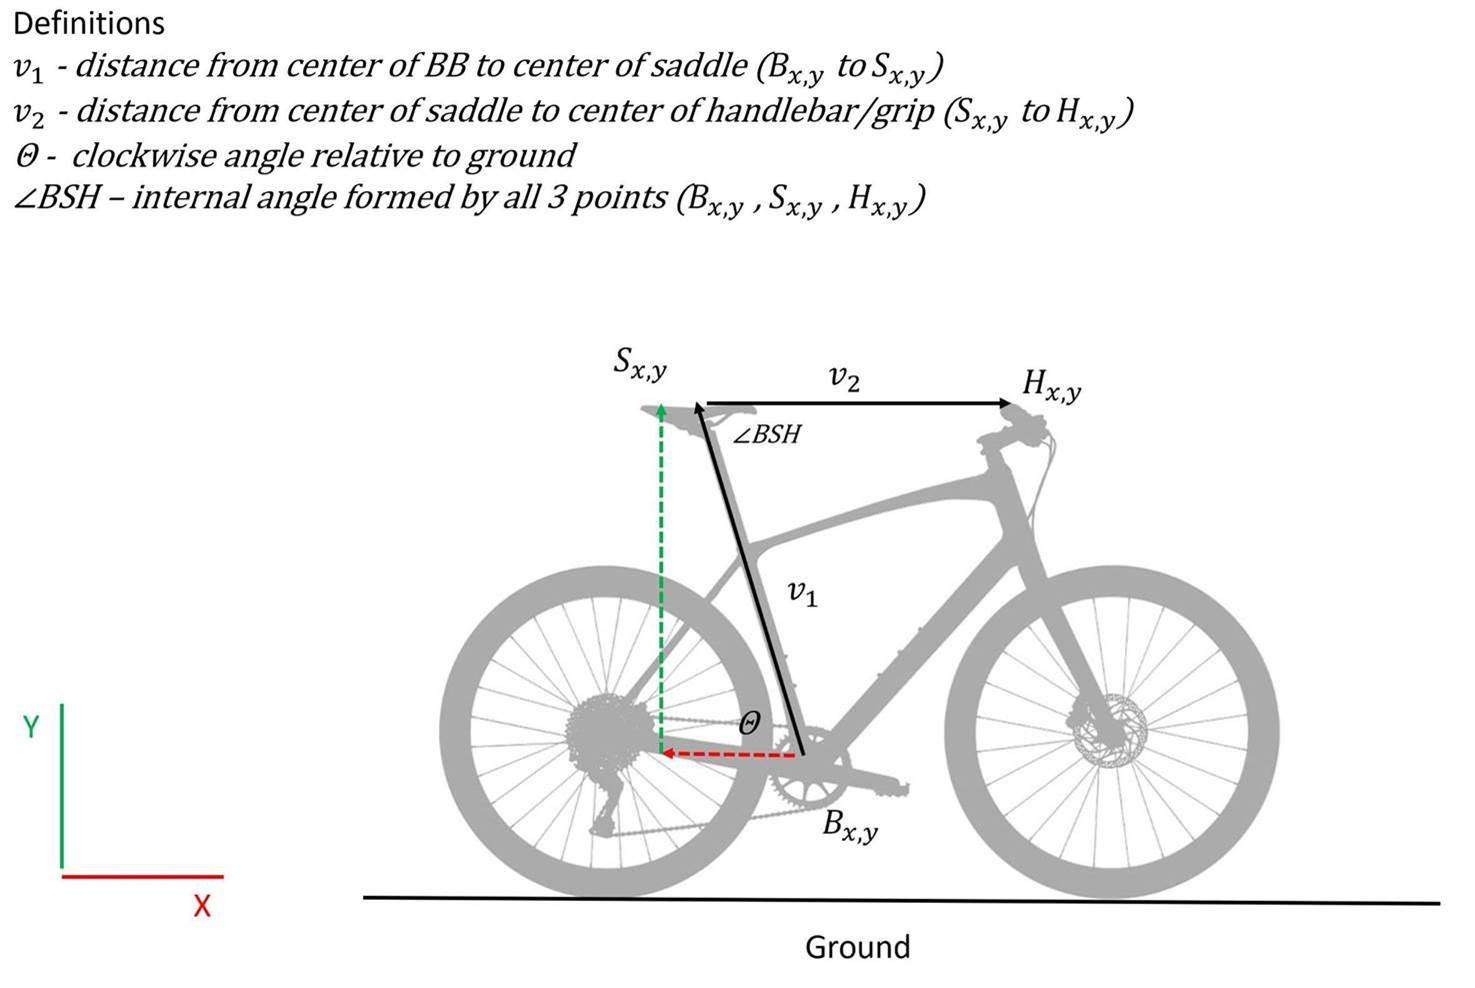 Definitions
v₁ - distance from center of BB to center of saddle (Bₓ,ᵧ to Sₓ,ᵧ)
v₂ - distance from center of saddle to center of handlebar/grip (Sₓ,ᵧ to Hₓ,ᵧ)
Θ - clockwise angle relative to ground
∠BSH – internal angle formed by all 3 points (Bₓ,ᵧ , Sₓ,ᵧ , Hₓ,ᵧ)
Sₓ,ᵧ
v₂
Hₓ,ᵧ
∠BSH
v₁
Θ
Y
Bₓ,ᵧ
X
Ground